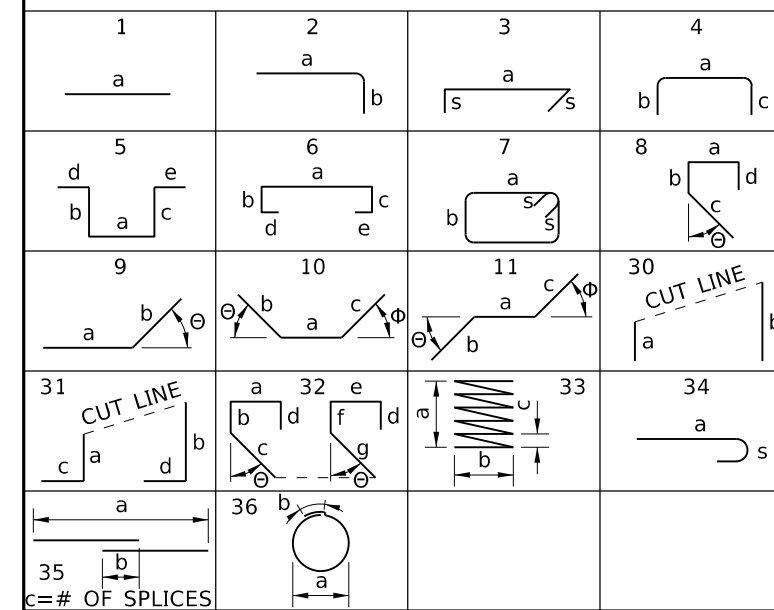 1
a
2
a
b
3
a
s
s
4
a
b
c
5
d
e
b
a
c
6
a
b
c
d
e
7
a
b
s
s
8
a
b
d
c
Θ
9
a
b
Θ
10
Θ
b
c
a
Φ
11
a
c
Φ
Θ
b
30
CUT LINE
a
b
31
CUT LINE
c
a
d
b
32
a
e
b
d
f
d
c
g
Θ
Θ
33
a
c
b
34
a
s
a
b
35
c=# OF SPLICES
36
b
a